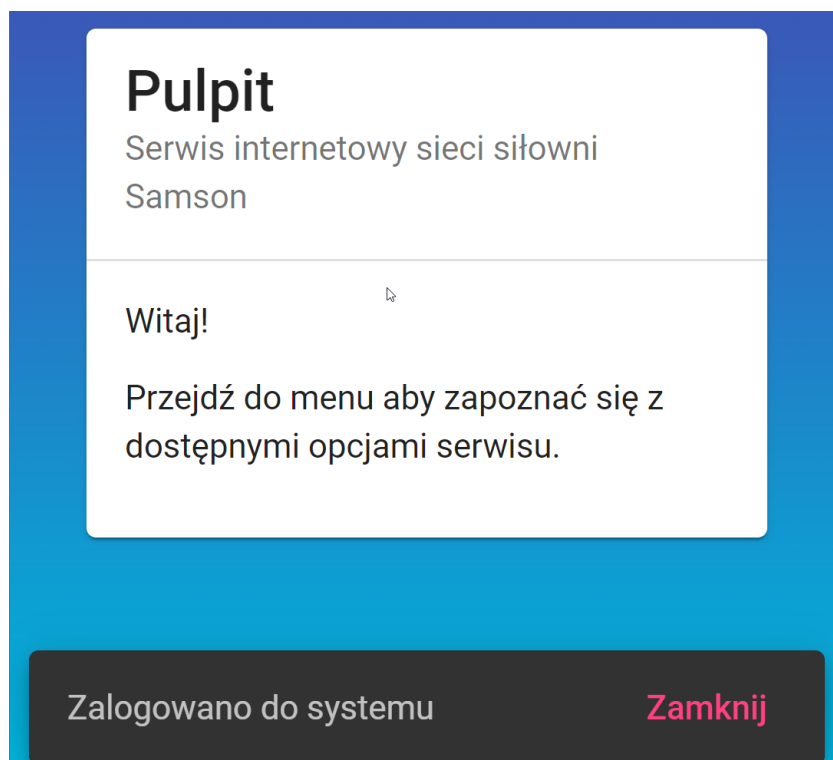 Pulpit
Serwis internetowy sieci siłowni
Samson
Witaj!
Przejdź do menu aby zapoznać się z
dostępnymi opcjami serwisu.
Zalogowano do systemu Zamknij